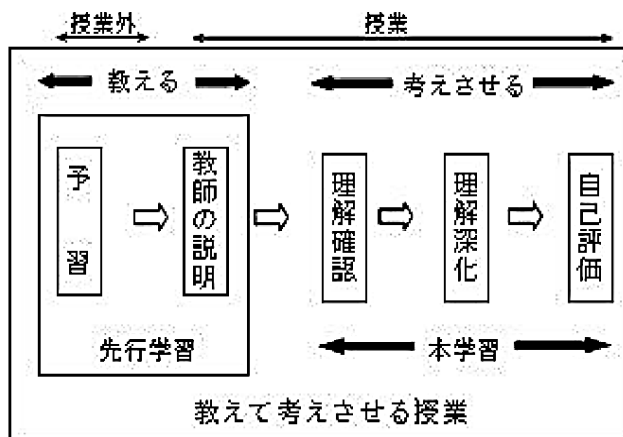 授業外
授業
教える
考えさせる
予習
教師の説明
理解確認
理解深化
自己評価
先行学習
本学習
教えて考えさせる授業